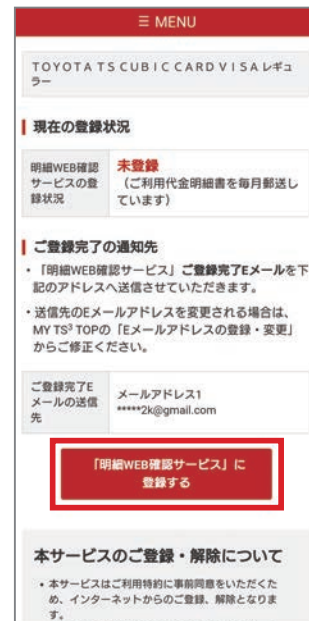 ☰ MENU
TOYOTA TS CUBIC CARD VISA レギュ
ラー
現在の登録状況
明細WEB確認
サービスの登
録状況
未登録
（ご利用代金明細書を毎月郵送し
ています）
ご登録完了の通知先
・「明細WEB確認サービス」ご登録完了Eメールを下
記のアドレスへ送信させていただきます。
・送信先のEメールアドレスを変更される場合は、
MY TS³ TOPの「Eメールアドレスの登録・変更」
からご修正ください。
ご登録完了E
メールの送信
先
メールアドレス1
*****2k@gmail.com
「明細WEB確認サービス」に
登録する
本サービスのご登録・解除について
・本サービスはご利用特約に事前同意をいただくた
め、インターネットからのご登録、解除となりま
す。